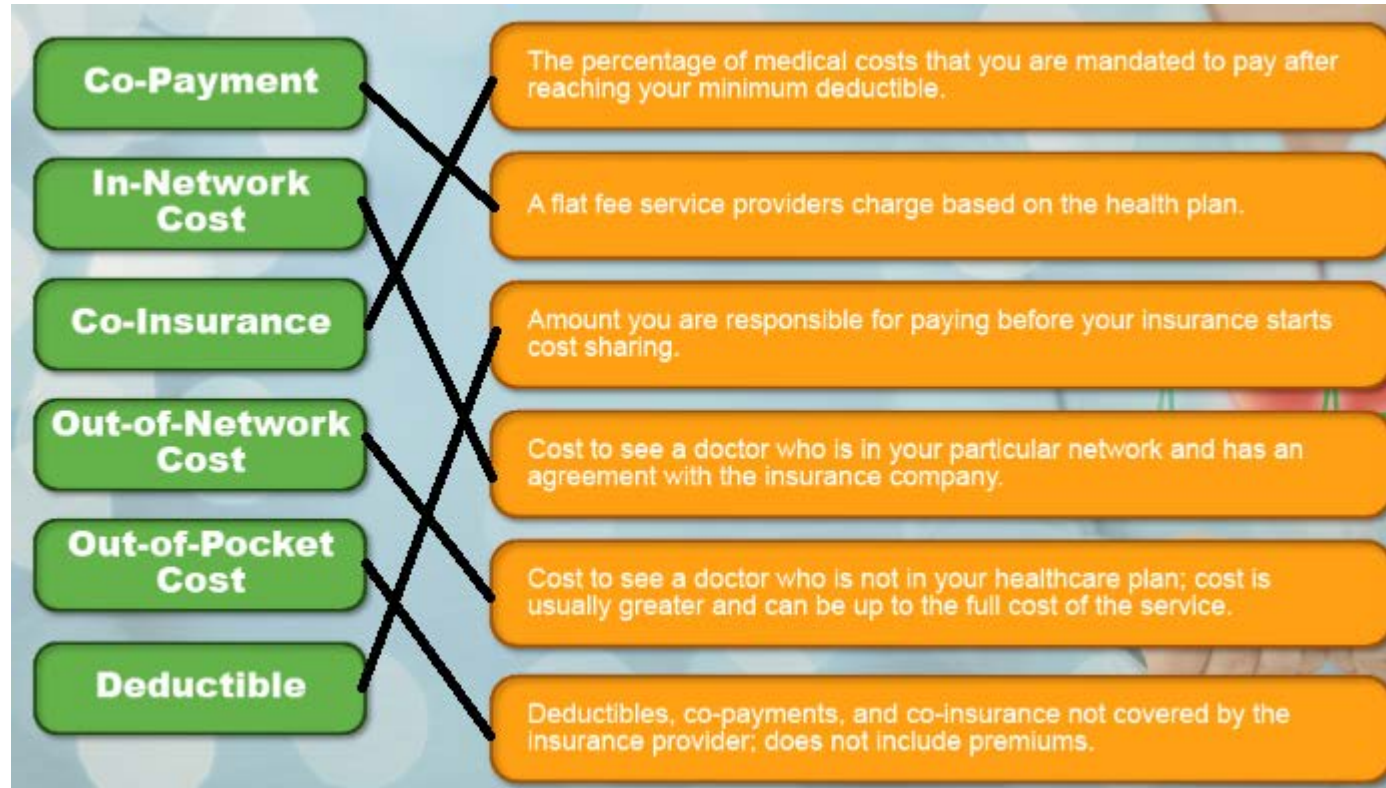 Co-Payment
In-Network
Cost
Co-Insurance
Out-of-Network
Cost
Out-of-Pocket
Cost
Deductible
The percentage of medical costs that you are mandated to pay after
reaching your minimum deductible.
A flat fee service providers charge based on the health plan.
Amount you are responsible for paying before your insurance starts
cost sharing.
Cost to see a doctor who is in your particular network and has an
agreement with the insurance company.
Cost to see a doctor who is not in your healthcare plan; cost is
usually greater and can be up to the full cost of the service.
Deductibles, co-payments, and co-insurance not covered by the
insurance provider; does not include premiums.